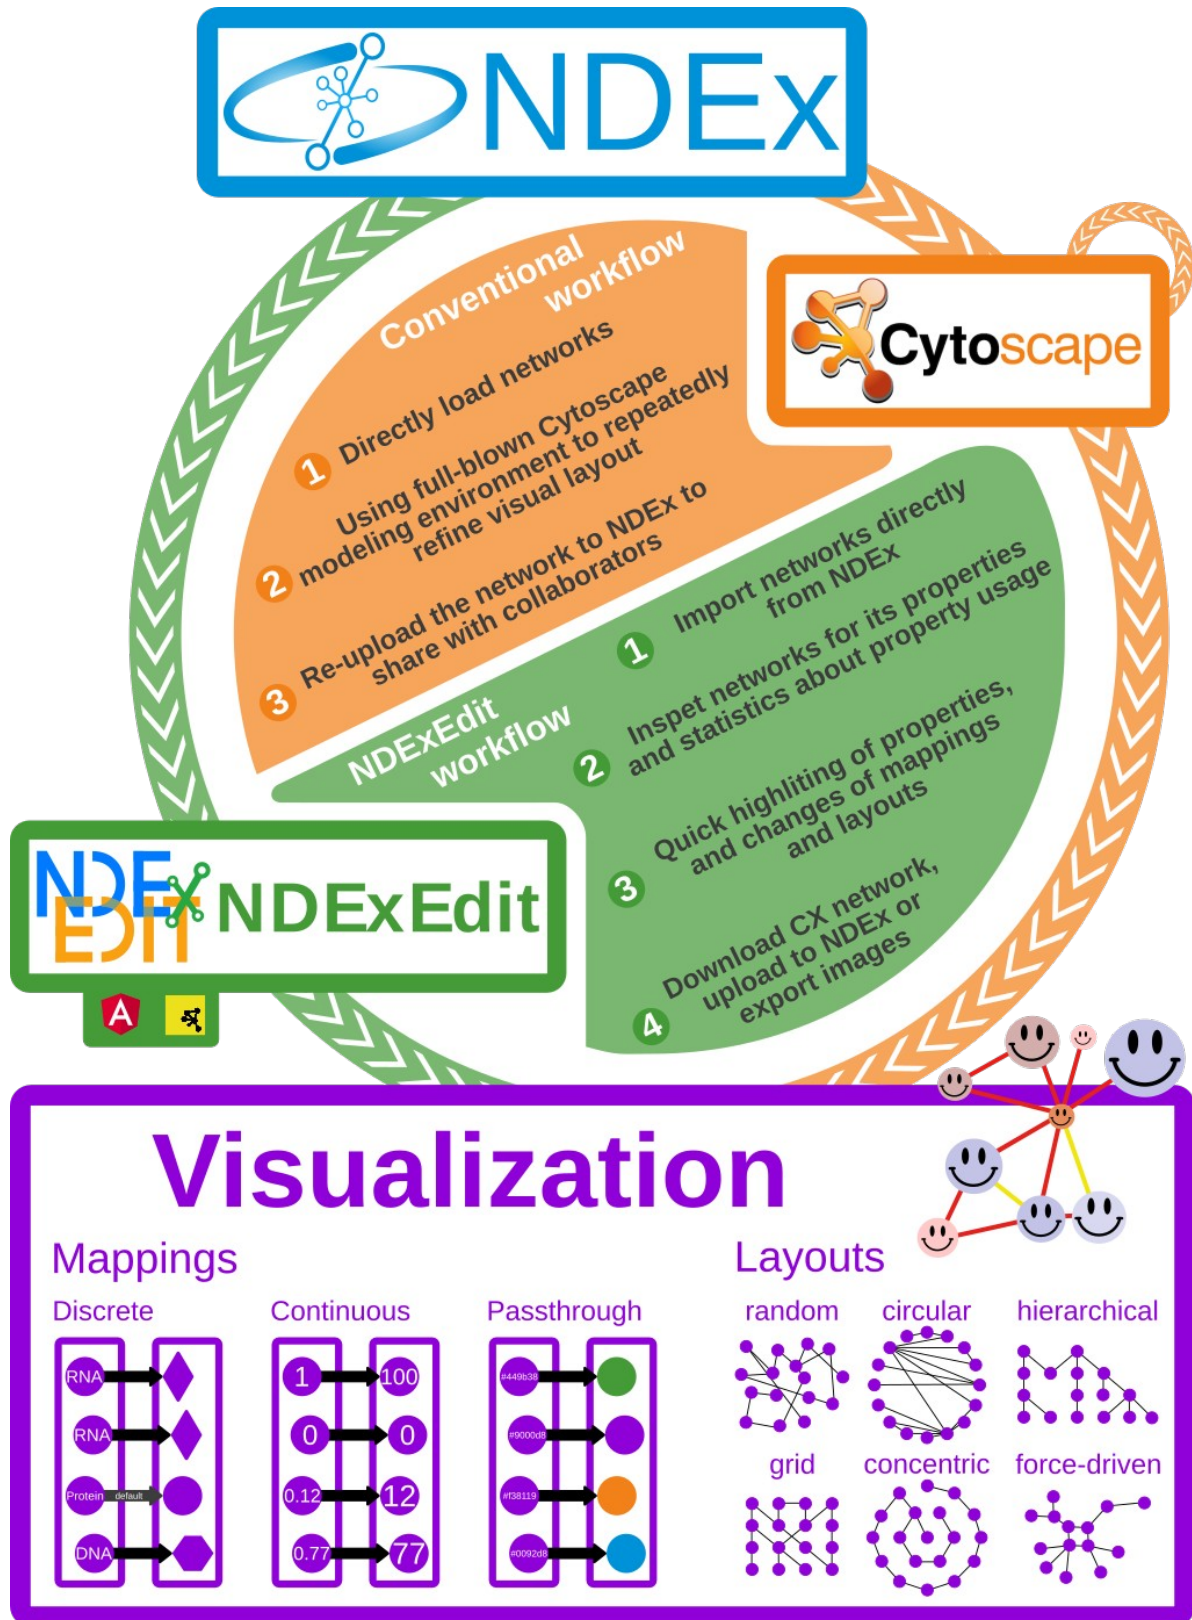 NDEx
Cytoscape
Conventional
workflow
1 Directly load networks
Using full-blown Cytoscape
2 modeling environment to repeatedly
refine visual layout
3 Re-upload the network to NDEx to
share with collaborators
NDExEdit
workflow
1 Import networks directly
from NDEx
2 Inspet networks for its properties
and statistics about property usage
3 Quick highliting of properties,
and changes of mappings
and layouts
4 Download CX network,
upload to NDEx or
export images
NDEx
EDIT
NDExEdit
A
Visualization
Mappings
Discrete
RNA
RNA
Protein default
DNA
Continuous
1 100
0 0
0.12 12
0.77 77
Passthrough
#449b38
#9000d8
#f38119
#0092d8
Layouts
random circular hierarchical
grid concentric force-driven